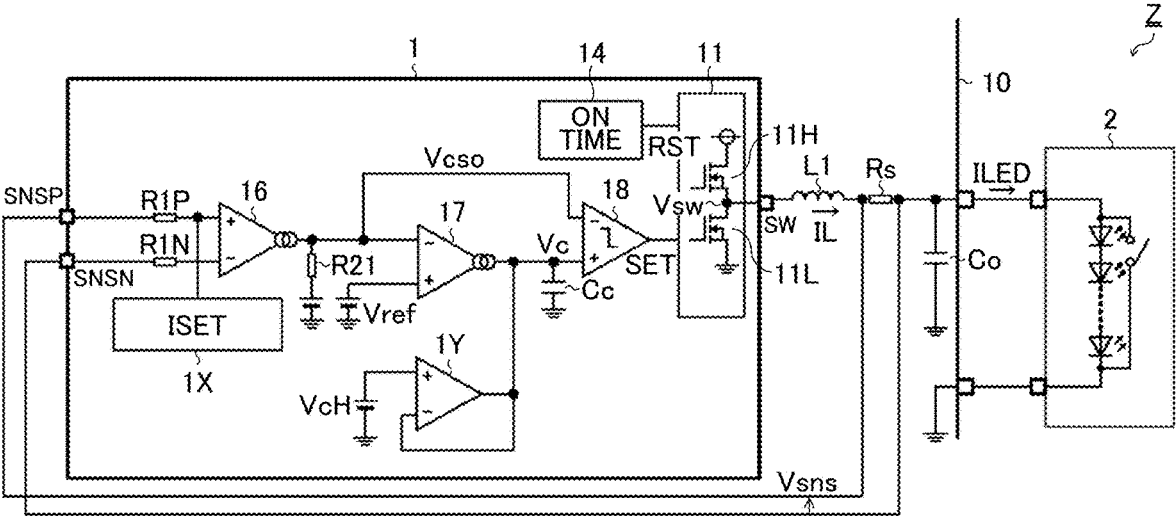 Z
1
14
11
10
2
ON
TIME
RST
11H
L1
Rs
ILED
Vcso
SNSP
R1P
16
17
18
Vsw
SW
IL
R1N
SNSN
R21
Vc
SET
11L
Co
Vref
Cc
ISET
1X
1Y
VcH
Vsns
+
−
−
+
−
+
+
−